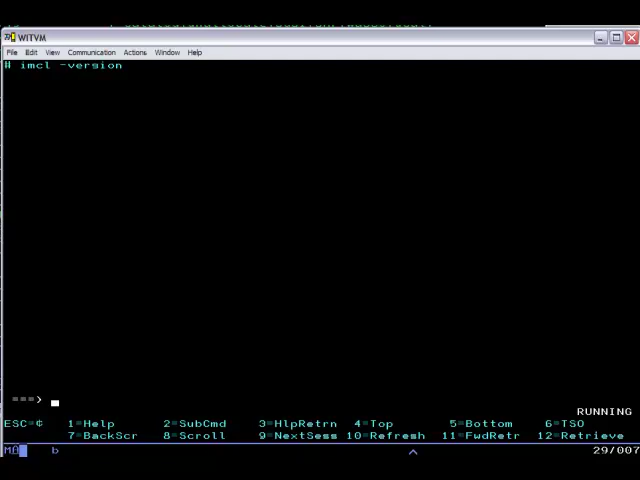 WITVM
File Edit View Communication Actions Window Help
# imcl -version
===>
RUNNING
ESC=¢ 1=Help 2=SubCmd 3=HlpRetrn 4=Top 5=Bottom 6=TSO
7=BackScr 8=Scroll 9=NextSess 10=Refresh 11=FwdRetr 12=Retrieve
MA b 29/007